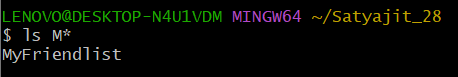 LENOVO@DESKTOP-N4U1VDM MINGW64 ~/Satyajit_28
$ ls M*
MyFriendlist